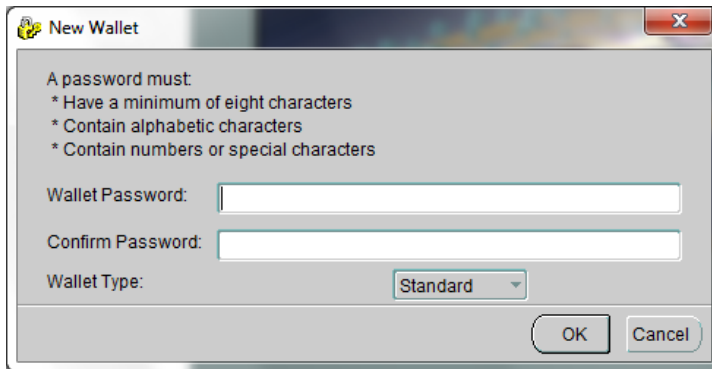 New Wallet
A password must:
* Have a minimum of eight characters
* Contain alphabetic characters
* Contain numbers or special characters
Wallet Password:
Confirm Password:
Wallet Type: Standard
OK Cancel